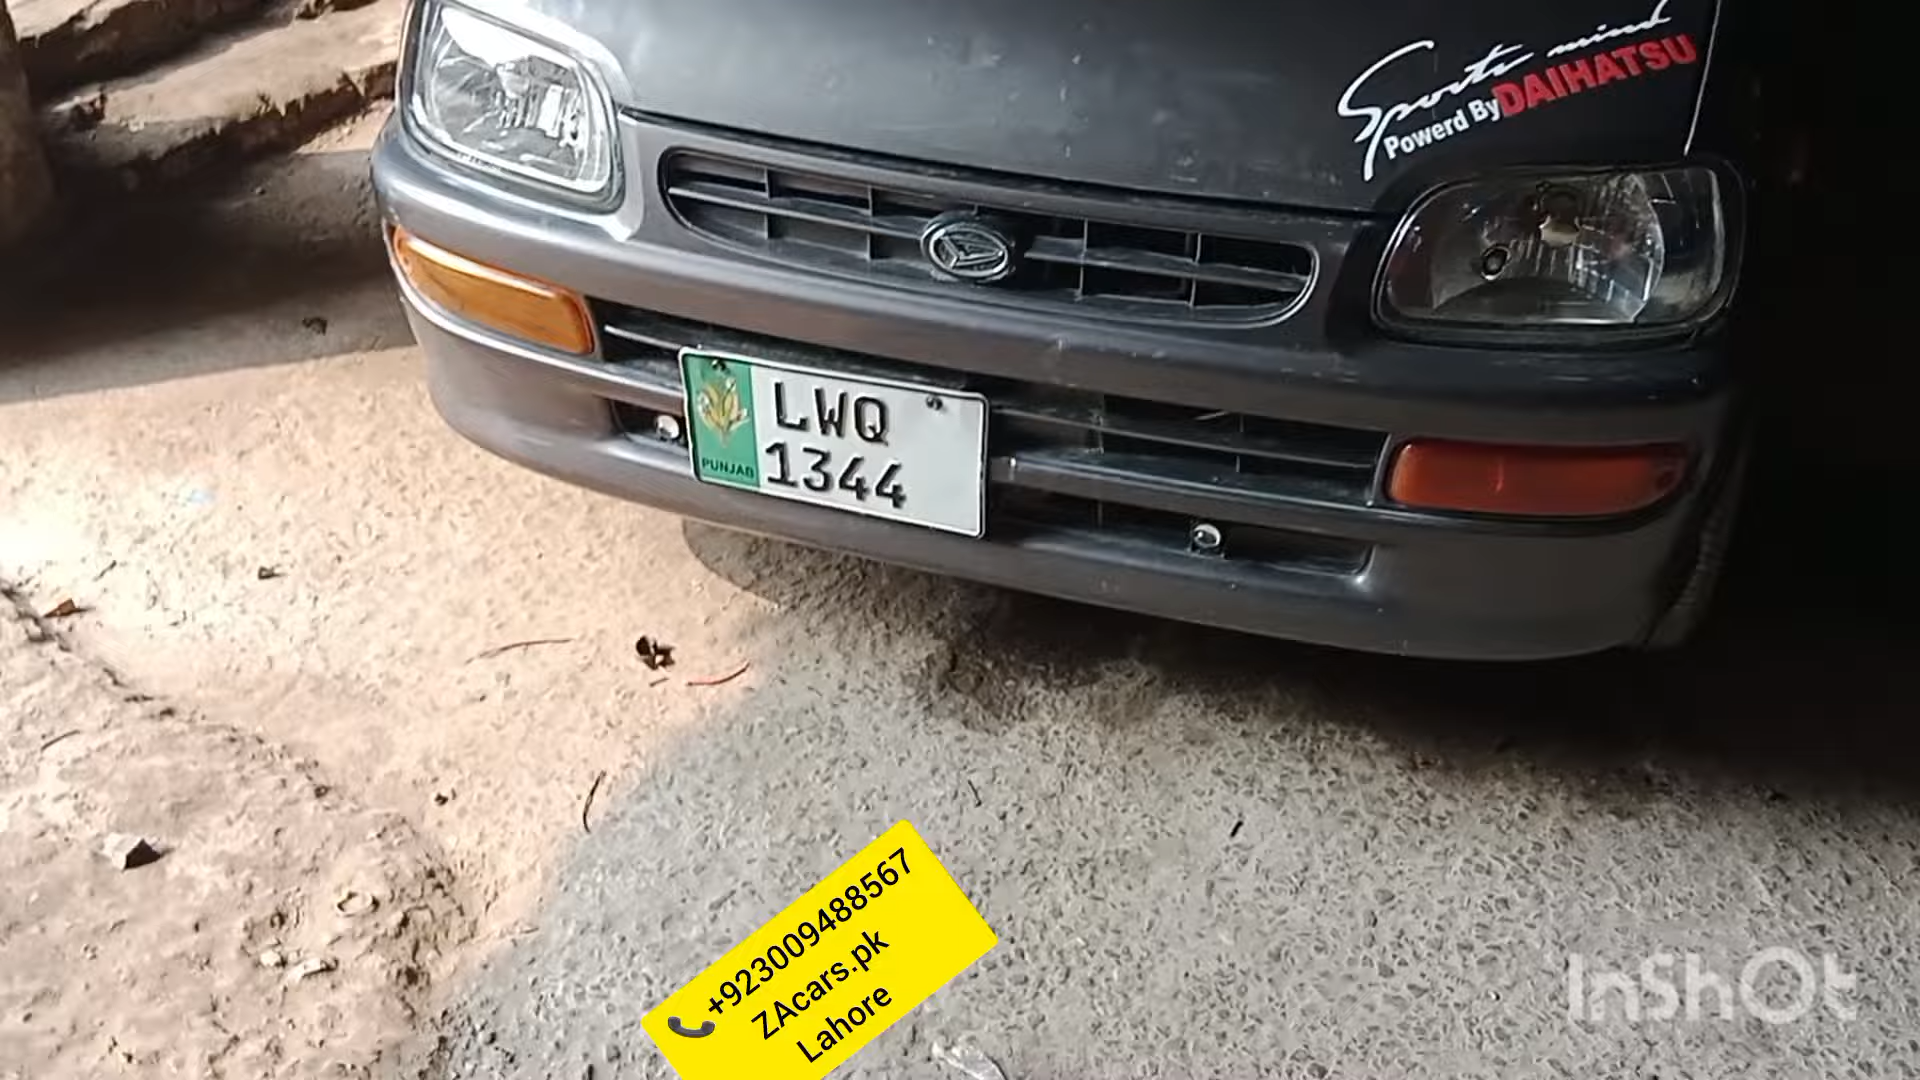 Sports mind
Powerd By DAIHATSU
LWQ
1344
PUNJAB
+923009488567
ZAcars.pk
Lahore
InShOt